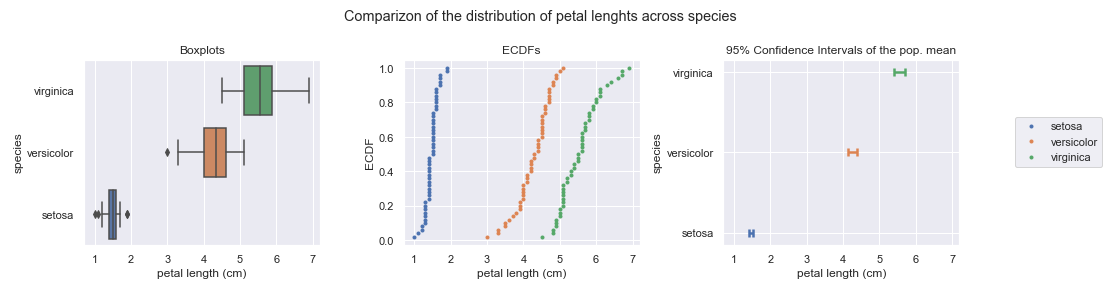 Comparizon of the distribution of petal lenghts across species
Boxplots
species
virginica
versicolor
setosa
1 2 3 4 5 6 7
petal length (cm)
ECDFs
ECDF
1.0
0.8
0.6
0.4
0.2
0.0
1 2 3 4 5 6 7
petal length (cm)
95% Confidence Intervals of the pop. mean
species
virginica
versicolor
setosa
1 2 3 4 5 6 7
petal length (cm)
setosa
versicolor
virginica